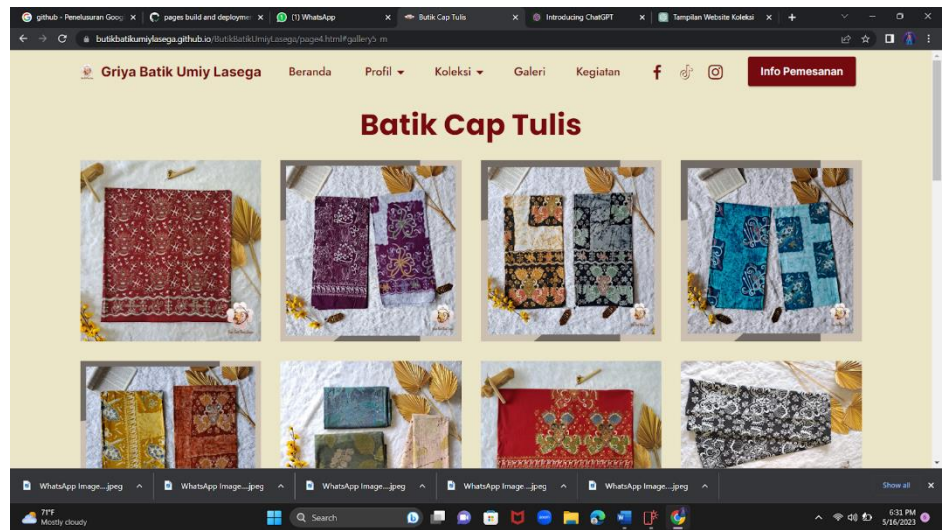 github - Penelusuran Goog
pages build and deployme
(1) WhatsApp
Butik Cap Tulis
Introducing ChatGPT
Tampilan Website Koleksi
butikbatikumiylasega.github.io/ButikBatikUmiyLasega/page4.html#gallery5-m
Griya Batik Umiy Lasega
Beranda
Profil
Koleksi
Galeri
Kegiatan
Info Pemesanan
Batik Cap Tulis
WhatsApp Image....jpeg
WhatsApp Image....jpeg
WhatsApp Image....jpeg
WhatsApp Image....jpeg
WhatsApp Image....jpeg
Show all
71°F
Mostly cloudy
Search
6:31 PM
5/16/2023